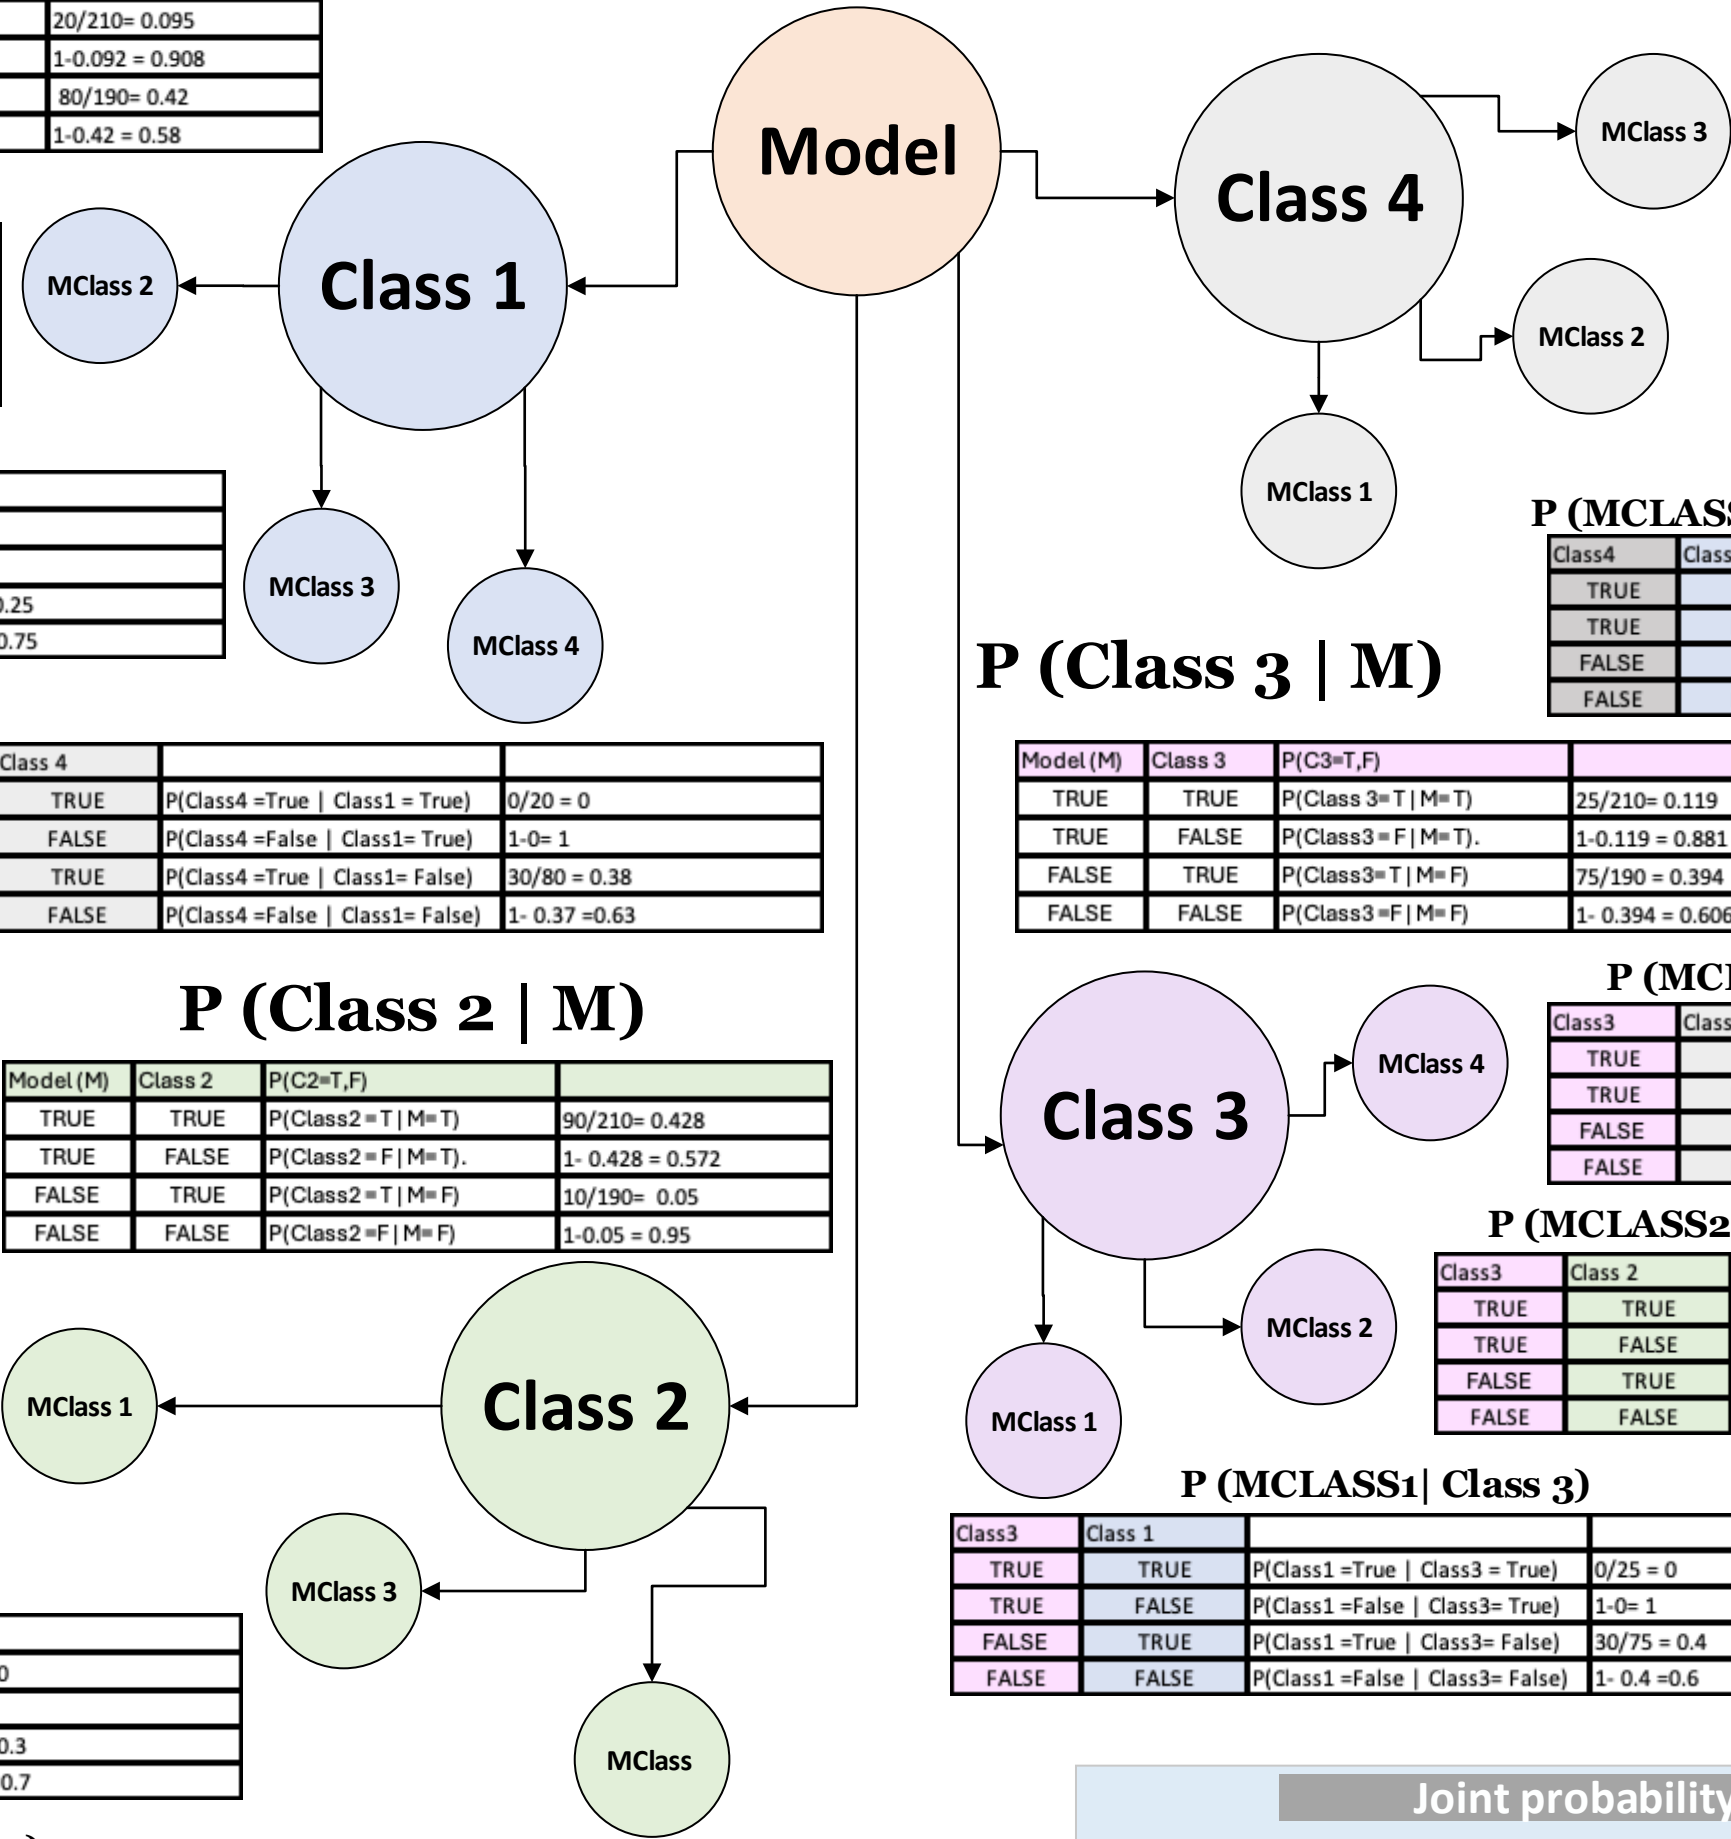 20/210= 0.095
1-0.092 = 0.908
80/190= 0.42
1-0.42 = 0.58
Model
Class 4
MClass 3
MClass 2
MClass 1
Class 1
MClass 2
MClass 3
MClass 4
0.25
0.75
P (MCLASS
Class4 Class
TRUE
TRUE
FALSE
FALSE
P (Class 3 | M)
Model (M) Class 3 P(C3=T,F)
TRUE TRUE P(Class 3=T|M=T) 25/210= 0.119
TRUE FALSE P(Class3=F|M=T). 1-0.119 = 0.881
FALSE TRUE P(Class3=T|M=F) 75/190 = 0.394
FALSE FALSE P(Class3=F|M=F) 1- 0.394 = 0.606
Class 4
TRUE P(Class4 =True | Class1 = True) 0/20 = 0
FALSE P(Class4 =False | Class1= True) 1-0= 1
TRUE P(Class4 =True | Class1= False) 30/80 = 0.38
FALSE P(Class4 =False | Class1= False) 1- 0.37 =0.63
P (Class 2 | M)
Model (M) Class 2 P(C2=T,F)
TRUE TRUE P(Class2=T|M=T) 90/210= 0.428
TRUE FALSE P(Class2=F|M=T). 1- 0.428 = 0.572
FALSE TRUE P(Class2=T|M=F) 10/190= 0.05
FALSE FALSE P(Class2=F|M=F) 1-0.05 = 0.95
Class 3
MClass 4
MClass 2
MClass 1
P (MC
Class3 Class
TRUE
TRUE
FALSE
FALSE
P (MCLASS2
Class3 Class 2
TRUE TRUE
TRUE FALSE
FALSE TRUE
FALSE FALSE
Class 2
MClass 1
MClass 3
MClass
P (MCLASS1| Class 3)
Class3 Class 1
TRUE TRUE P(Class1 =True | Class3 = True) 0/25 = 0
TRUE FALSE P(Class1 =False | Class3= True) 1-0= 1
FALSE TRUE P(Class1 =True | Class3= False) 30/75 = 0.4
FALSE FALSE P(Class1 =False | Class3= False) 1- 0.4 =0.6
0
0.3
0.7
Joint probability